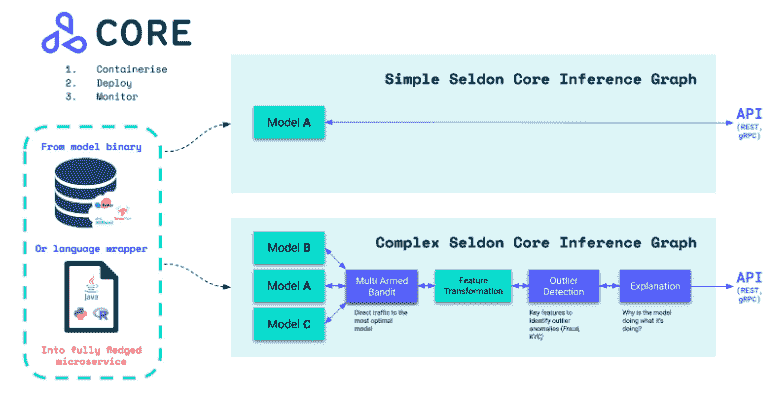 CORE
1. Containerise
2. Deploy
3. Monitor
From model binary
Or language wrapper
Java
R
Into fully fledged
microservice
Simple Seldon Core Inference Graph
Model A
API
(REST,
gRPC)
Complex Seldon Core Inference Graph
Model B
Model A
Model C
Multi Armed
Bandit
Direct traffic to the
most optimal
model
Feature
Transformation
Outlier
Detection
Key features to
identify outlier
anomalies (Fraud,
KYC)
Explanation
Why is the model
doing what it's
doing?
API
(REST,
gRPC)